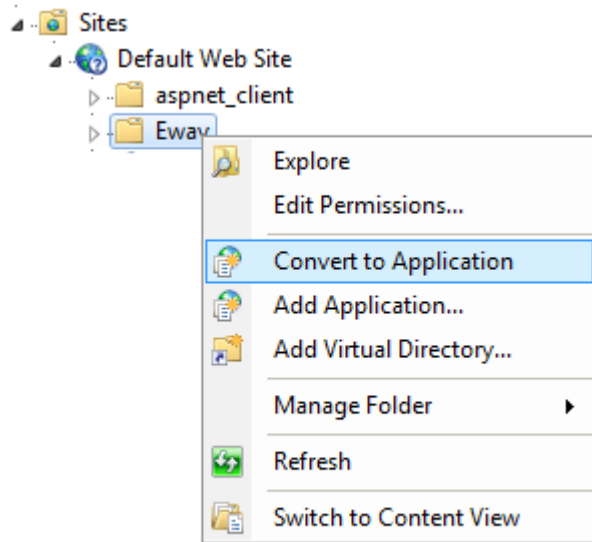 Sites
Default Web Site
aspnet_client
Eway
Explore
Edit Permissions...
Convert to Application
Add Application...
Add Virtual Directory...
Manage Folder
Refresh
Switch to Content View